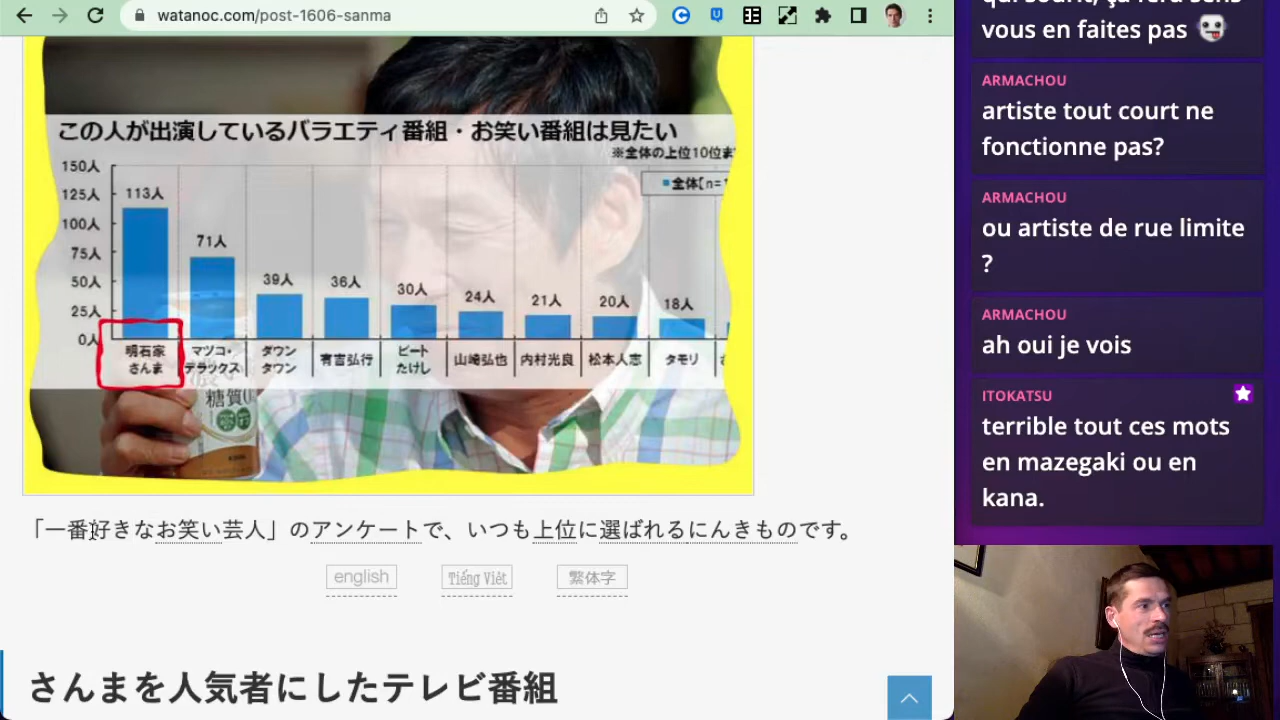 watanoc.com/post-1606-sanma
この人が出演しているバラエティ番組・お笑い番組は見たい
※全体の上位10位ま
全体[n=
150人
125人
100人
75人
50人
25人
0人
113人
71人
39人
36人
30人
24人
21人
20人
18人
明石家
さんま
マツコ・
デラックス
ダウン
タウン
有吉弘行
ビート
たけし
山崎弘也
内村光良
松本人志
タモリ
糖質
「一番好きなお笑い芸人」のアンケートで、いつも上位に選ばれるにんきものです。
english
Tiếng Việt
繁体字
さんまを人気者にしたテレビ番組
vous en faites pas
ARMACHOU
artiste tout court ne
fonctionne pas?
ARMACHOU
ou artiste de rue limite
?
ARMACHOU
ah oui je vois
ITOKATSU
terrible tout ces mots
en mazegaki ou en
kana.